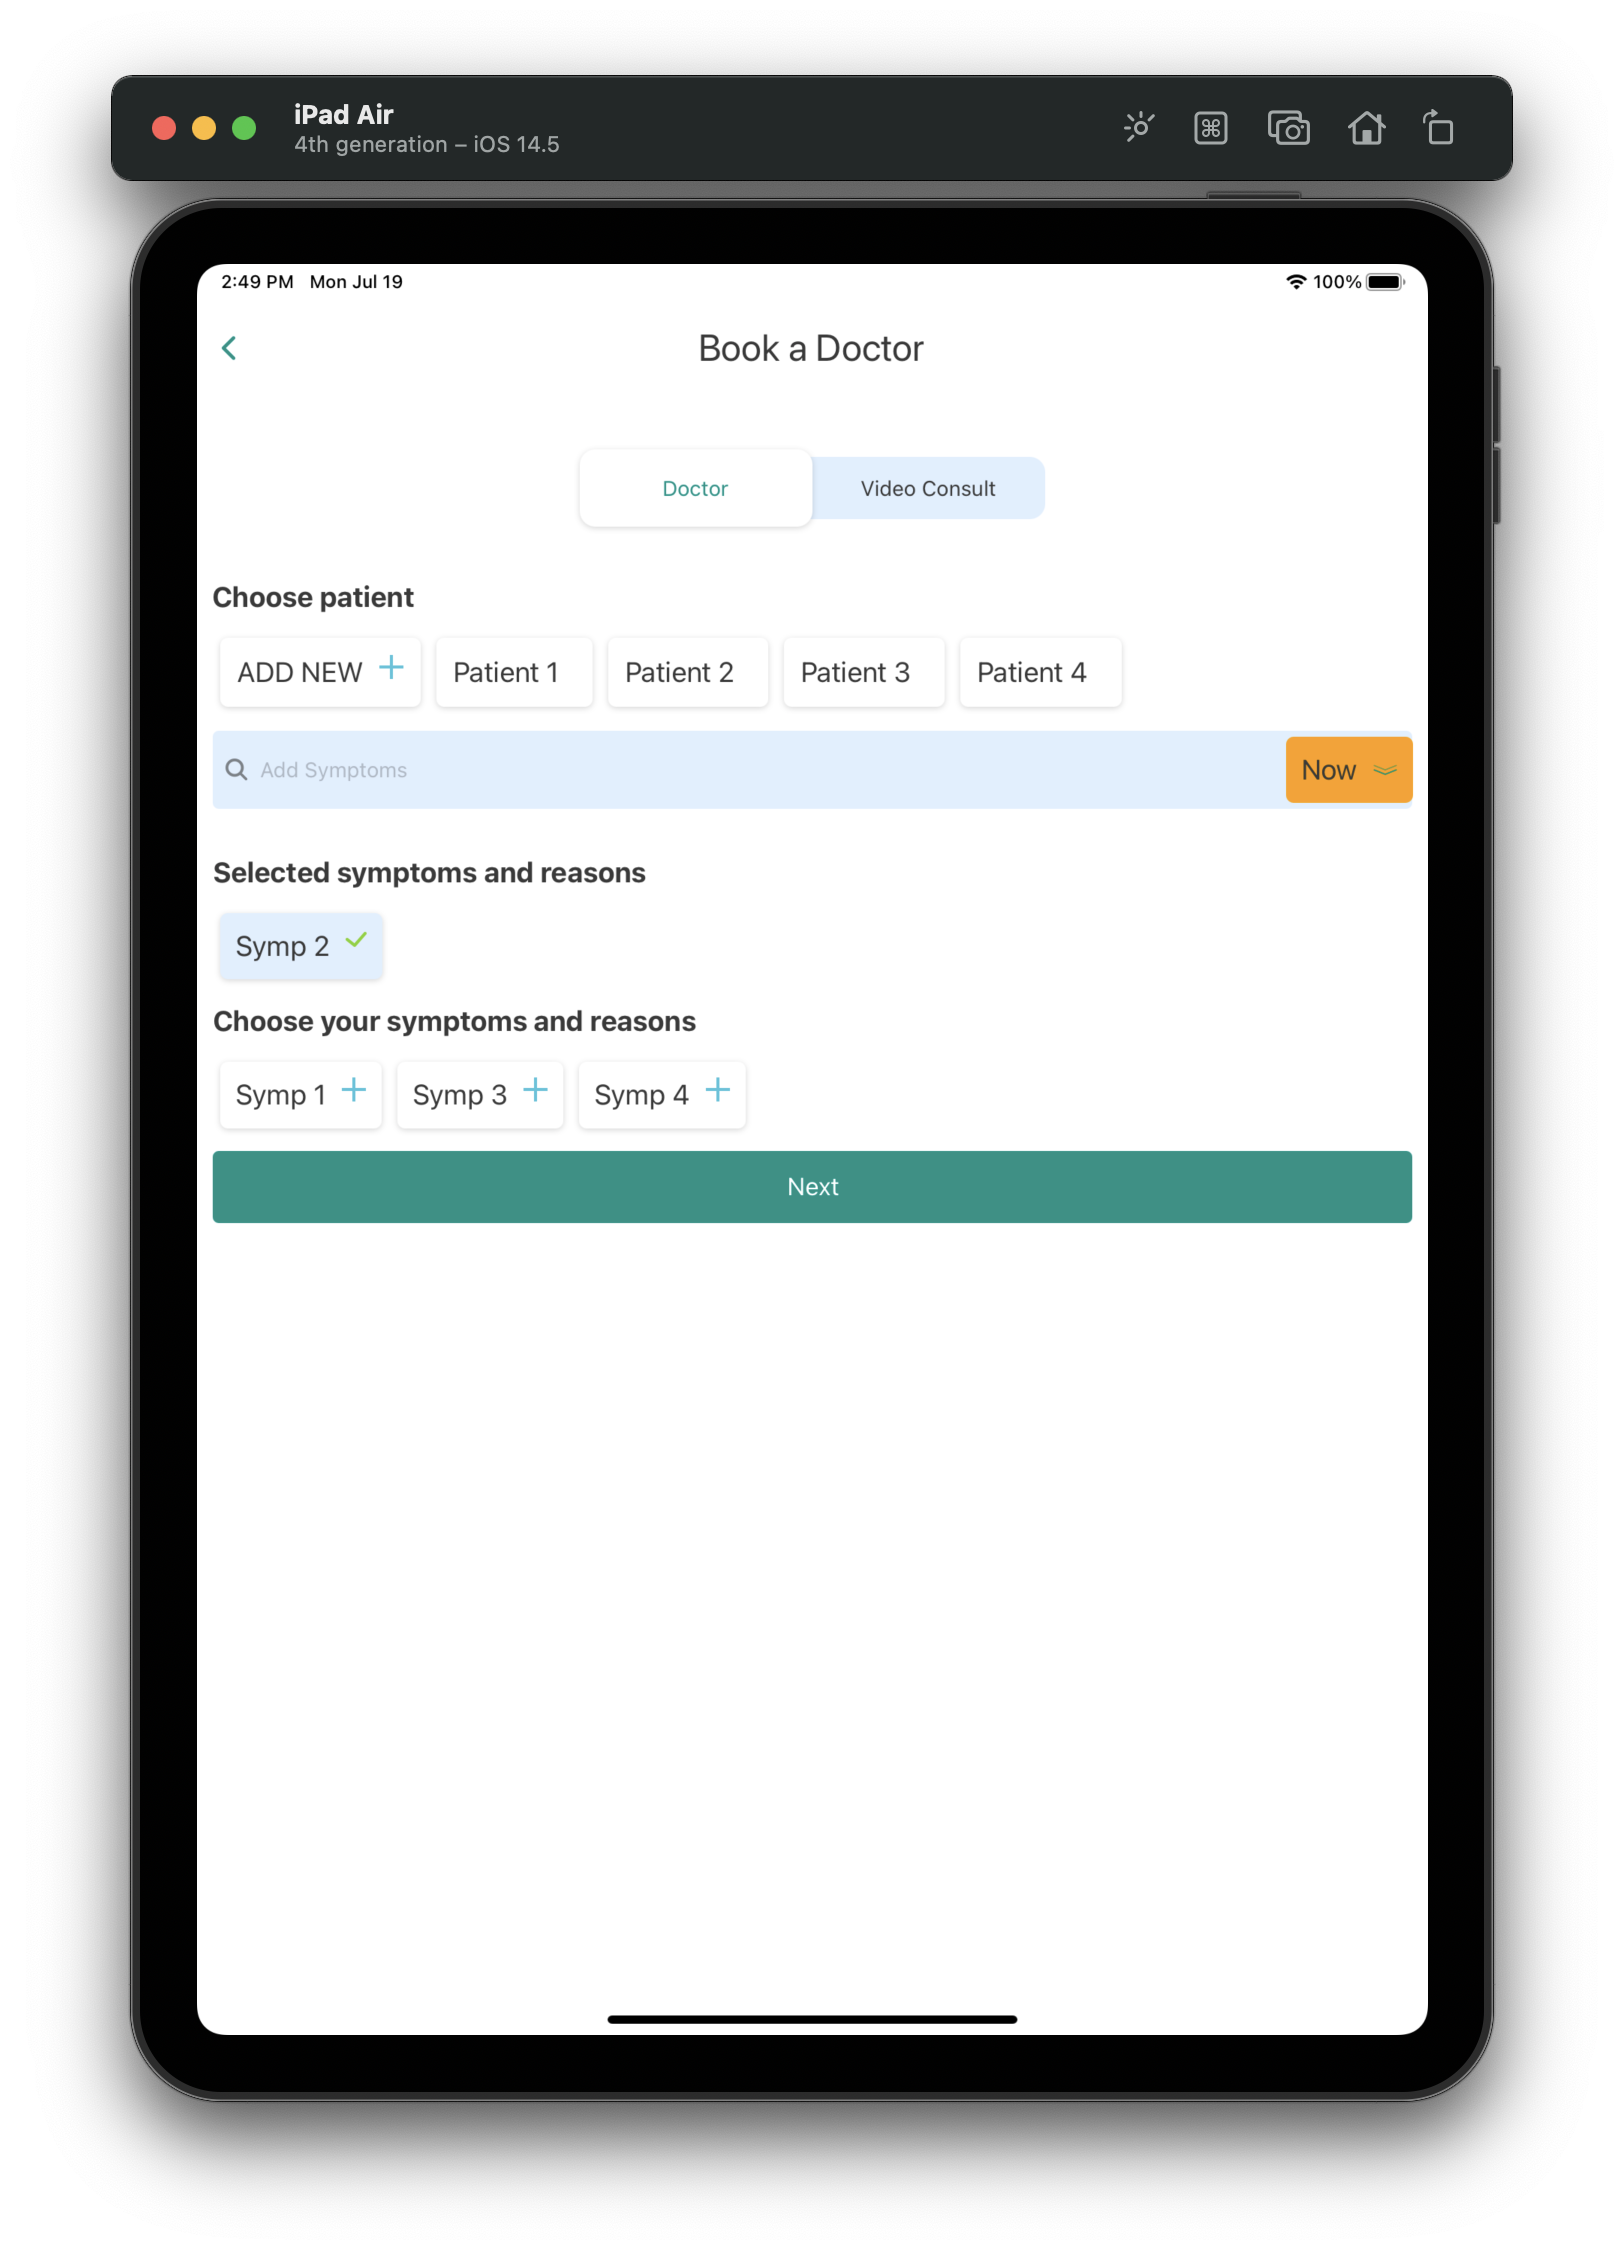 iPad Air
4th generation – iOS 14.5
2:49 PM Mon Jul 19
100%
Book a Doctor
Doctor
Video Consult
Choose patient
ADD NEW
Patient 1
Patient 2
Patient 3
Patient 4
Add Symptoms
Now
Selected symptoms and reasons
Symp 2
Choose your symptoms and reasons
Symp 1
Symp 3
Symp 4
Next